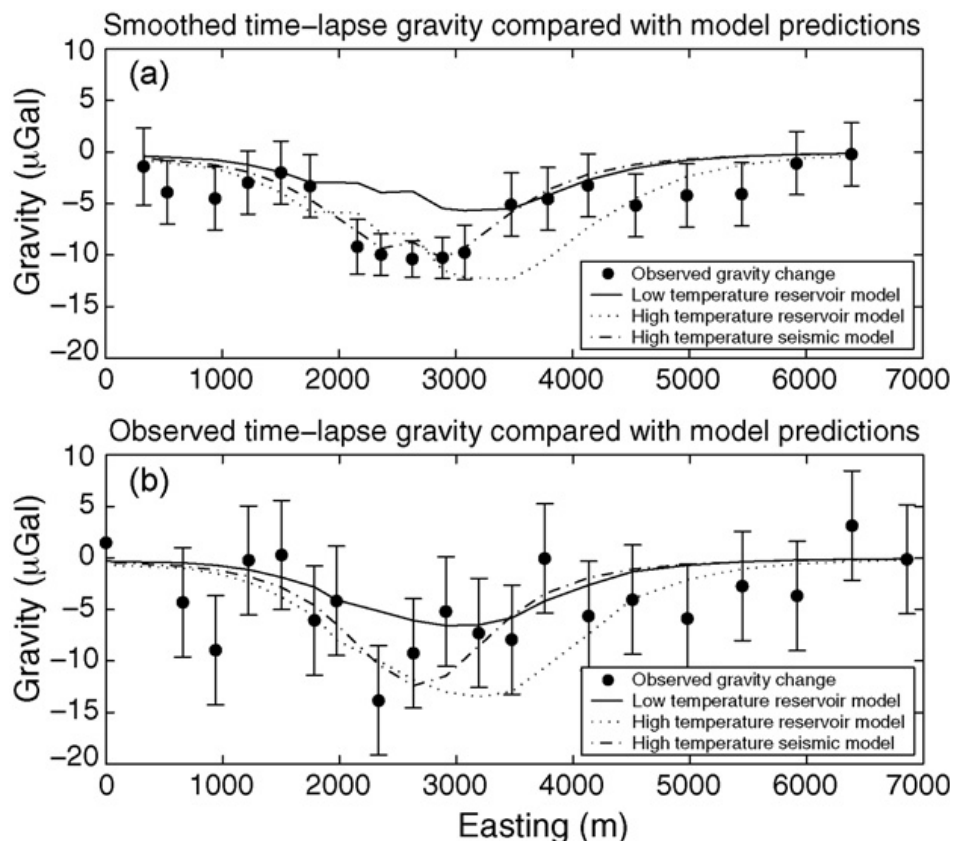 Smoothed time-lapse gravity compared with model predictions
(a)
10
5
0
-5
-10
-15
-20
Gravity (µGal)
Observed gravity change
Low temperature reservoir model
High temperature reservoir model
High temperature seismic model
0 1000 2000 3000 4000 5000 6000 7000
Observed time-lapse gravity compared with model predictions
(b)
10
5
0
-5
-10
-15
-20
Gravity (µGal)
Observed gravity change
Low temperature reservoir model
High temperature reservoir model
High temperature seismic model
0 1000 2000 3000 4000 5000 6000 7000
Easting (m)